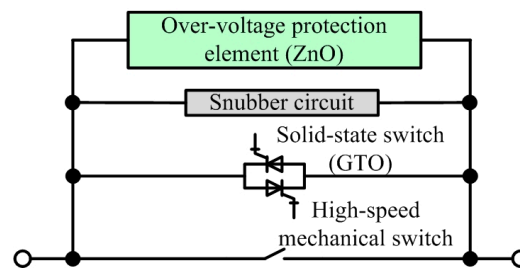 Over-voltage protection
element (ZnO)
Snubber circuit
Solid-state switch
(GTO)
High-speed
mechanical switch